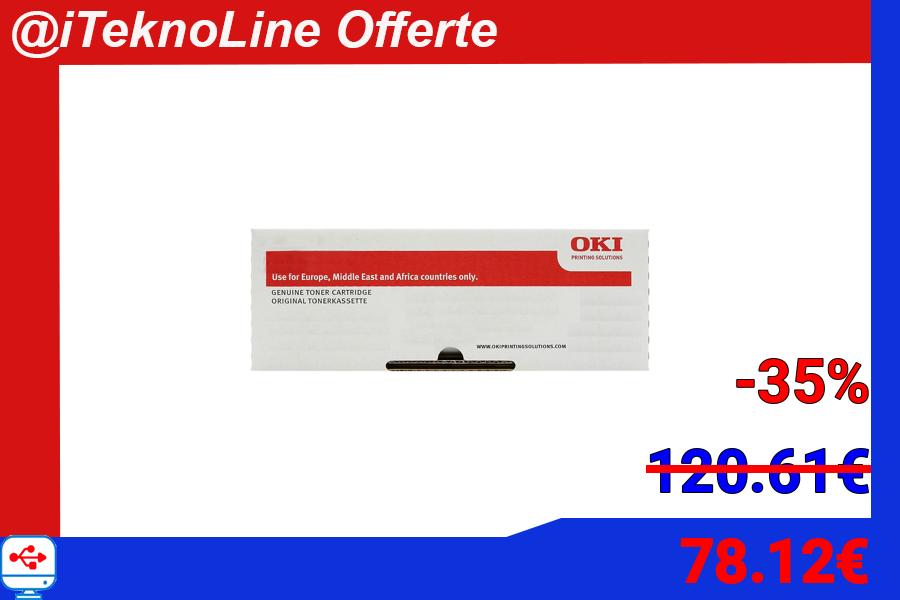 @iTeknoLine Offerte
OKI
PRINTING SOLUTIONS
Use for Europe, Middle East and Africa countries only.
GENUINE TONER CARTRIDGE
ORIGINAL TONERKASSETTE
WWW.OKIPRINTINGSOLUTIONS.COM
-35%
120.61€
78.12€